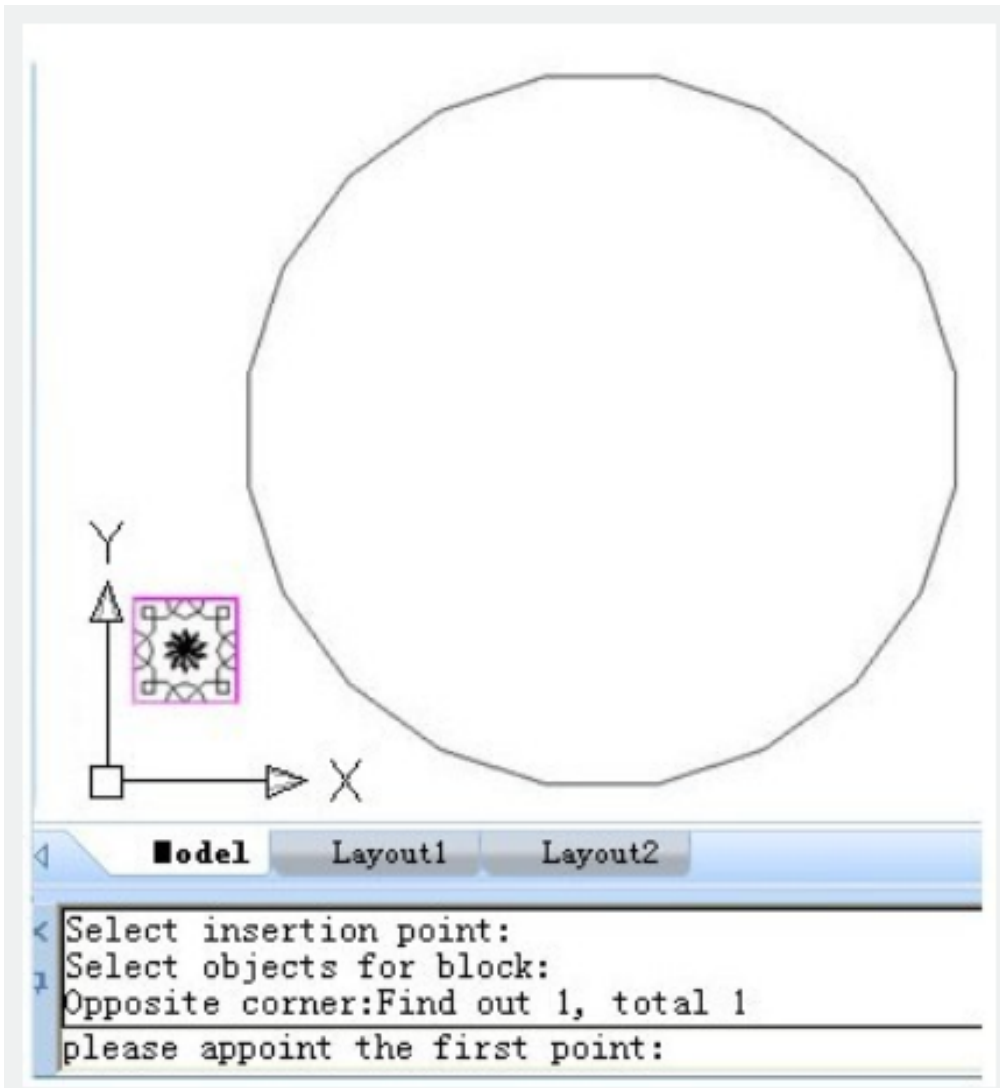 Y
X
Model Layout1 Layout2
Select insertion point:
Select objects for block:
Opposite corner:Find out 1, total 1
please appoint the first point: